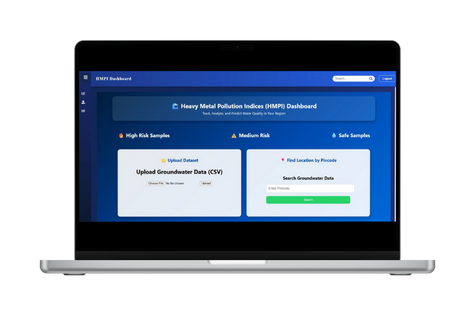 HMPI Dashboard
Search...
Logout
Heavy Metal Pollution Indices (HMPI) Dashboard
Track, Analyze, and Predict Water Quality in Your Region
High Risk Samples
Medium Risk
Safe Samples
Upload Dataset
Upload Groundwater Data (CSV)
Choose File No file chosen
Upload
Find Location by Pincode
Search Groundwater Data
Enter Pincode
Search